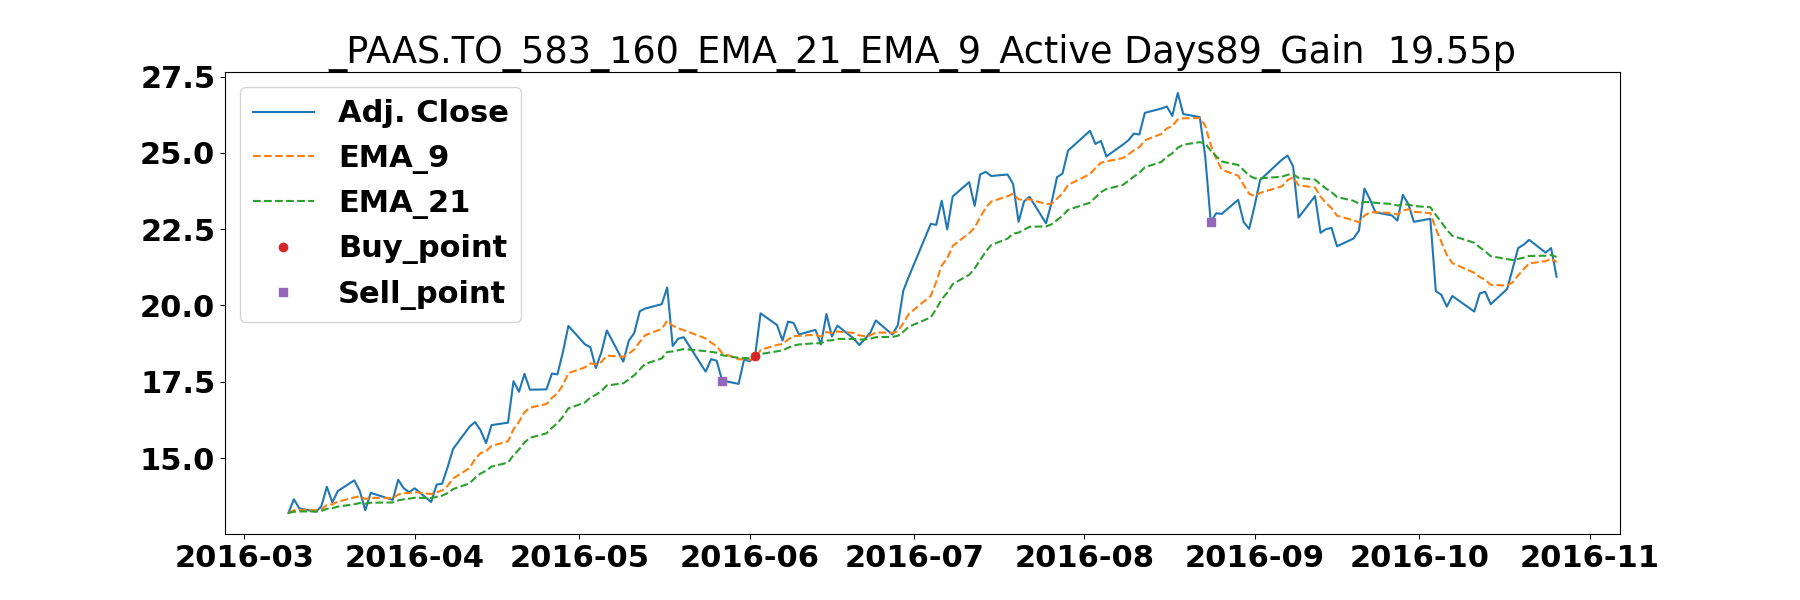 _PAAS.TO_583_160_EMA_21_EMA_9_Active Days89_Gain  19.55p
27.5
25.0
22.5
20.0
17.5
15.0
Adj. Close
EMA_9
EMA_21
Buy_point
Sell_point
2016-03 2016-04 2016-05 2016-06 2016-07 2016-08 2016-09 2016-10 2016-11